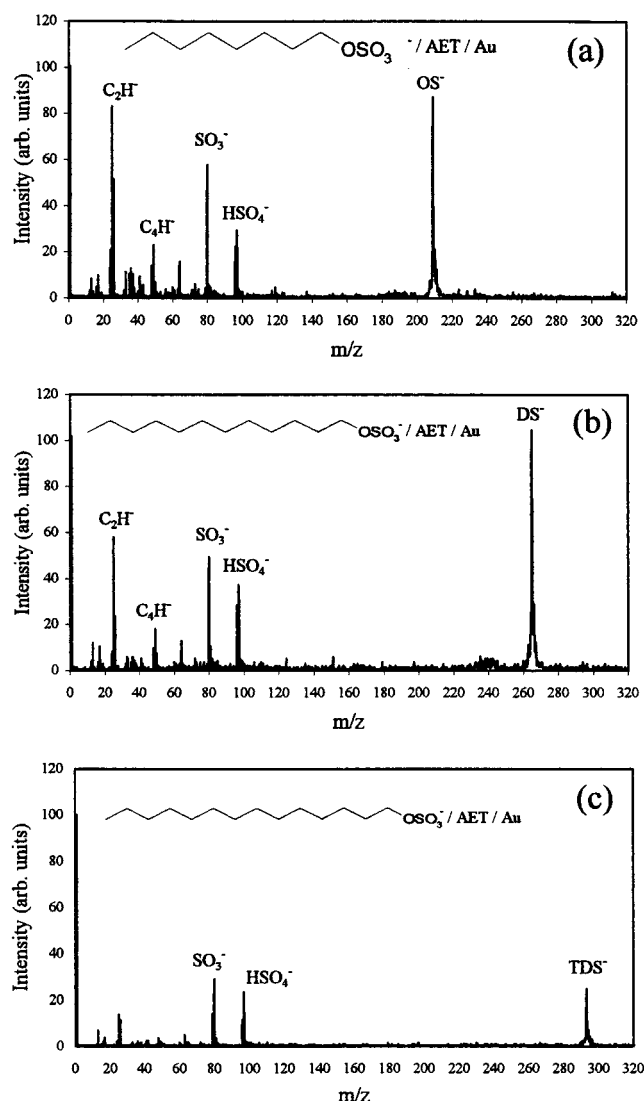 120
100
80
60
40
20
0
Intensity (arb. units)
OSO₃⁻ / AET / Au
(a)
C₂H⁻
C₄H⁻
SO₃⁻
HSO₄⁻
OS⁻
0 20 40 60 80 100 120 140 160 180 200 220 240 260 280 300 320
m/z
120
100
80
60
40
20
0
Intensity (arb. units)
OSO₃⁻ / AET / Au
(b)
C₂H⁻
C₄H⁻
SO₃⁻
HSO₄⁻
DS⁻
0 20 40 60 80 100 120 140 160 180 200 220 240 260 280 300 320
m/z
120
100
80
60
40
20
0
Intensity (arb. units)
OSO₃⁻ / AET / Au
(c)
SO₃⁻
HSO₄⁻
TDS⁻
0 20 40 60 80 100 120 140 160 180 200 220 240 260 280 300 320
m/z